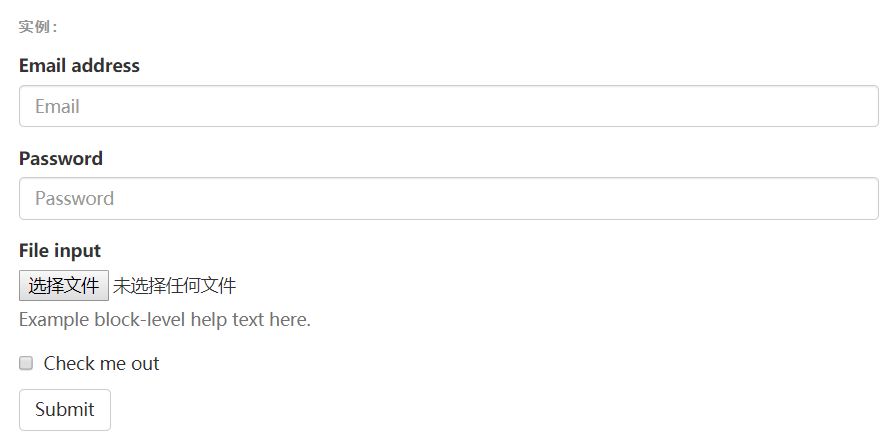 实例：
Email address
Email
Password
Password
File input
选择文件 未选择任何文件
Example block-level help text here.
Check me out
Submit